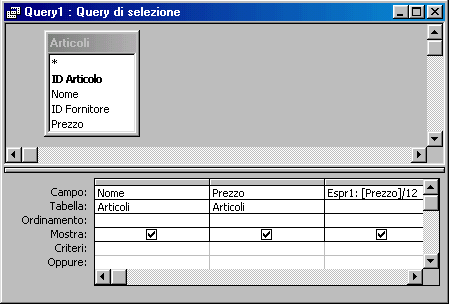 Query1 : Query di selezione
Articoli
*
ID Articolo
Nome
ID Fornitore
Prezzo
Campo: Nome Prezzo Espr1: [Prezzo]/12
Tabella: Articoli Articoli
Ordinamento:
Mostra:
Criteri:
Oppure: